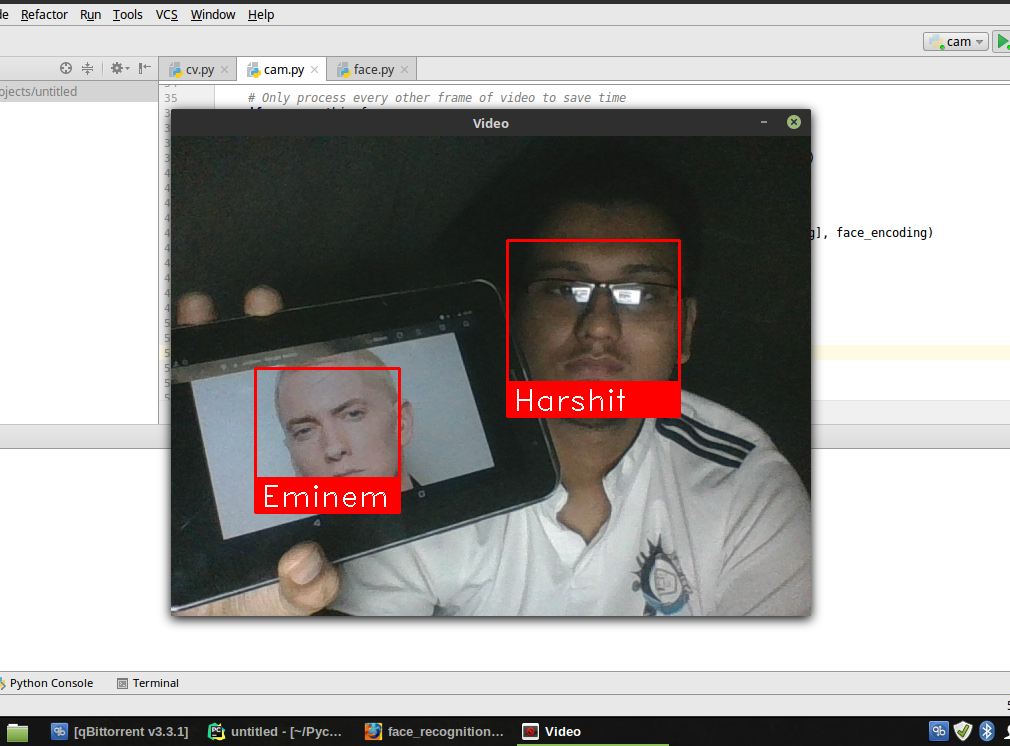 Refactor Run Tools VCS Window Help
cam
ojects/untitled
cv.py cam.py face.py
35 # Only process every other frame of video to save time
Video
], face_encoding)
Harshit
Eminem
Python Console Terminal
[qBittorrent v3.3.1] untitled - [~/Pyc... face_recognition... Video